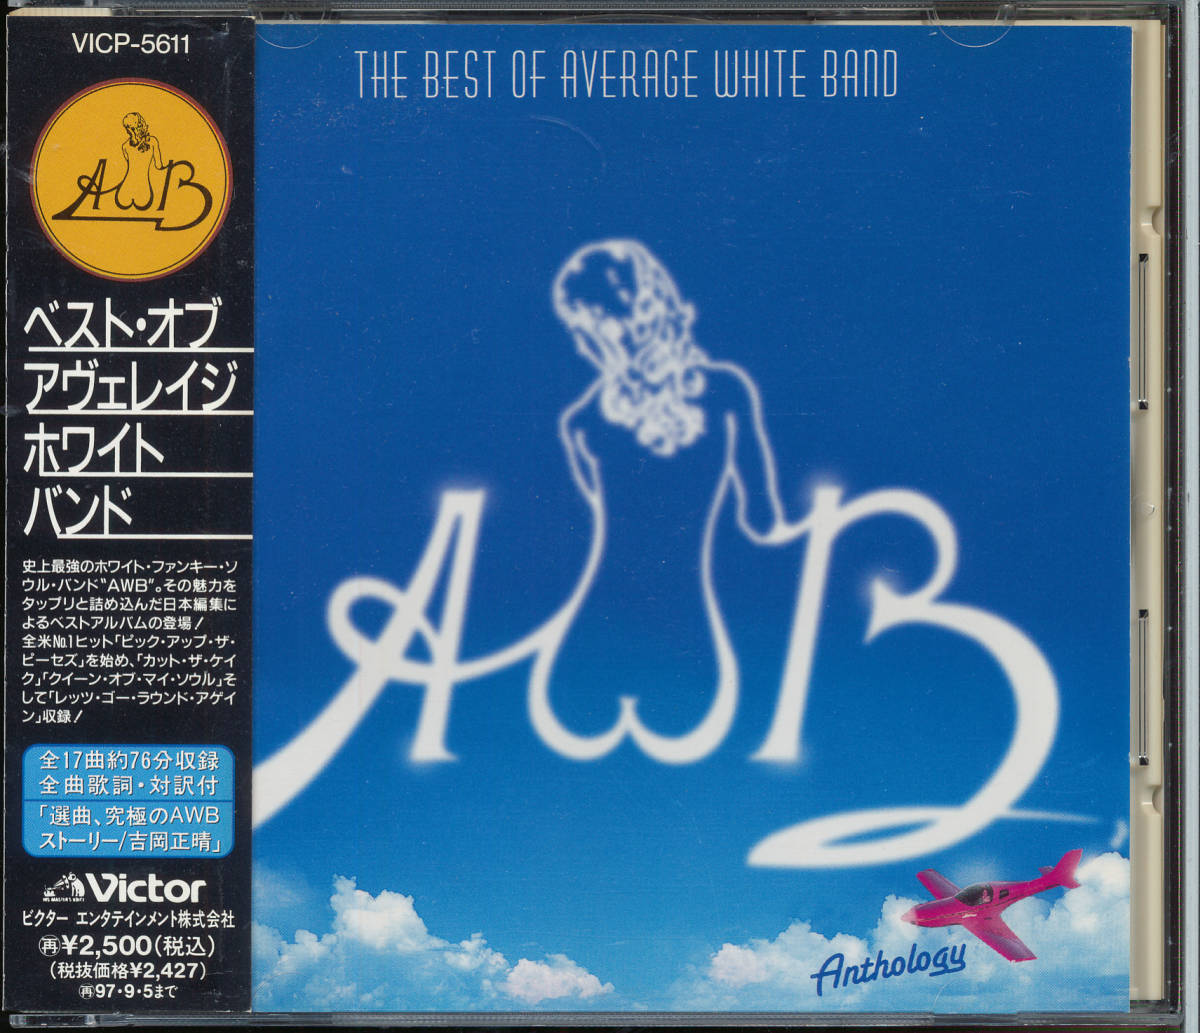 VICP-5611
AWB
ベスト・オブ
アヴェレイジ
ホワイト
バンド
史上最強のホワイト・ファンキー・ソ
ウル・バンド“AWB”。その魅力を
タップリと詰め込んだ日本編集に
よるベストアルバムの登場!
全米No.1ヒット「ピック・アップ・ザ・
ピーセズ」を始め、「カット・ザ・ケイ
ク」「クイーン・オブ・マイ・ソウル」そ
して「レッツ・ゴー・ラウンド・アゲイ
ン」収録!
全17曲約76分収録
全曲歌詞・対訳付
「選曲、究極のAWB
ストーリー/吉岡正晴」
HIS MASTER'S VOICE
Victor
ビクター エンタテインメント株式会社
再¥2,500(税込)
(税抜価格¥2,427)
再97・9・5まで
THE BEST OF AVERAGE WHITE BAND
AWB
Anthology